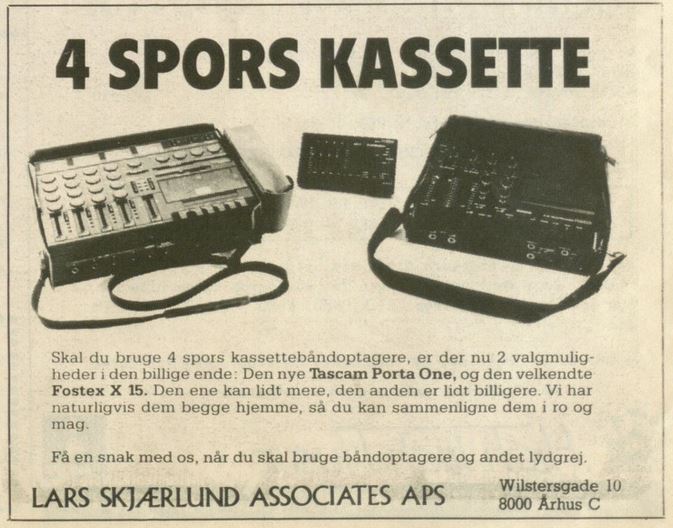 4 SPORS KASSETTE
Skal du bruge 4 spors kassettebåndoptagere, er der nu 2 valgmulig-
heder i den billige ende: Den nye Tascam Porta One, og den velkendte
Fostex X 15. Den ene kan lidt mere, den anden er lidt billigere. Vi har
naturligvis dem begge hjemme, så du kan sammenligne dem i ro og
mag.
Få en snak med os, når du skal bruge båndoptagere og andet lydgrej.
LARS SKJÆRLUND ASSOCIATES APS
Wilstersgade 10
8000 Århus C